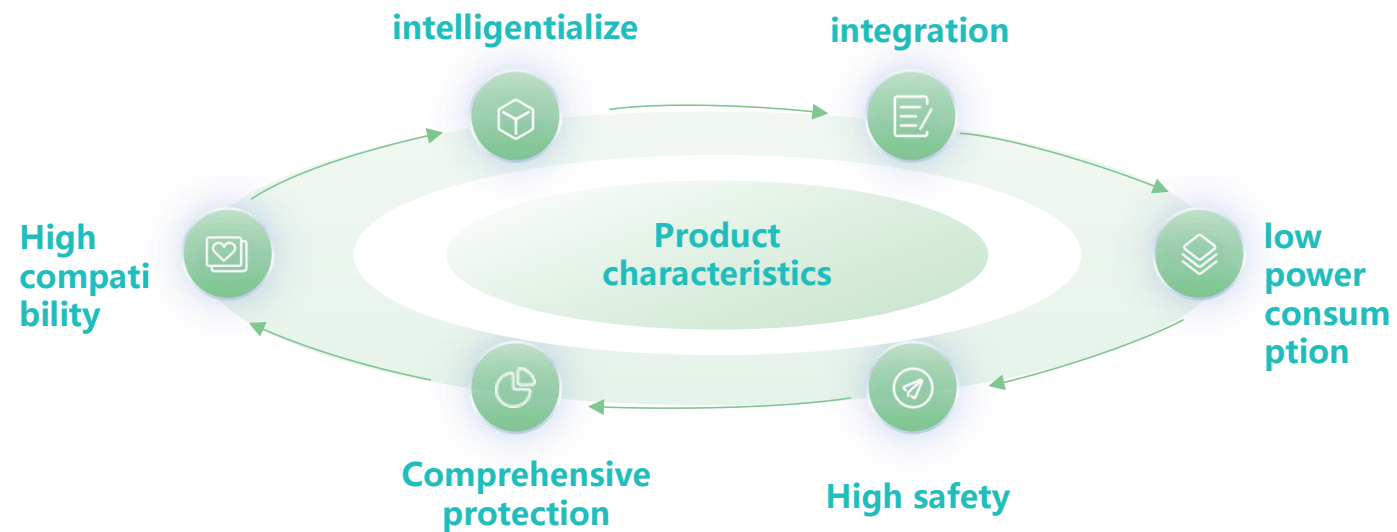 intelligentialize
integration
High
compati
bility
Product
characteristics
low
power
consum
ption
Comprehensive
protection
High safety